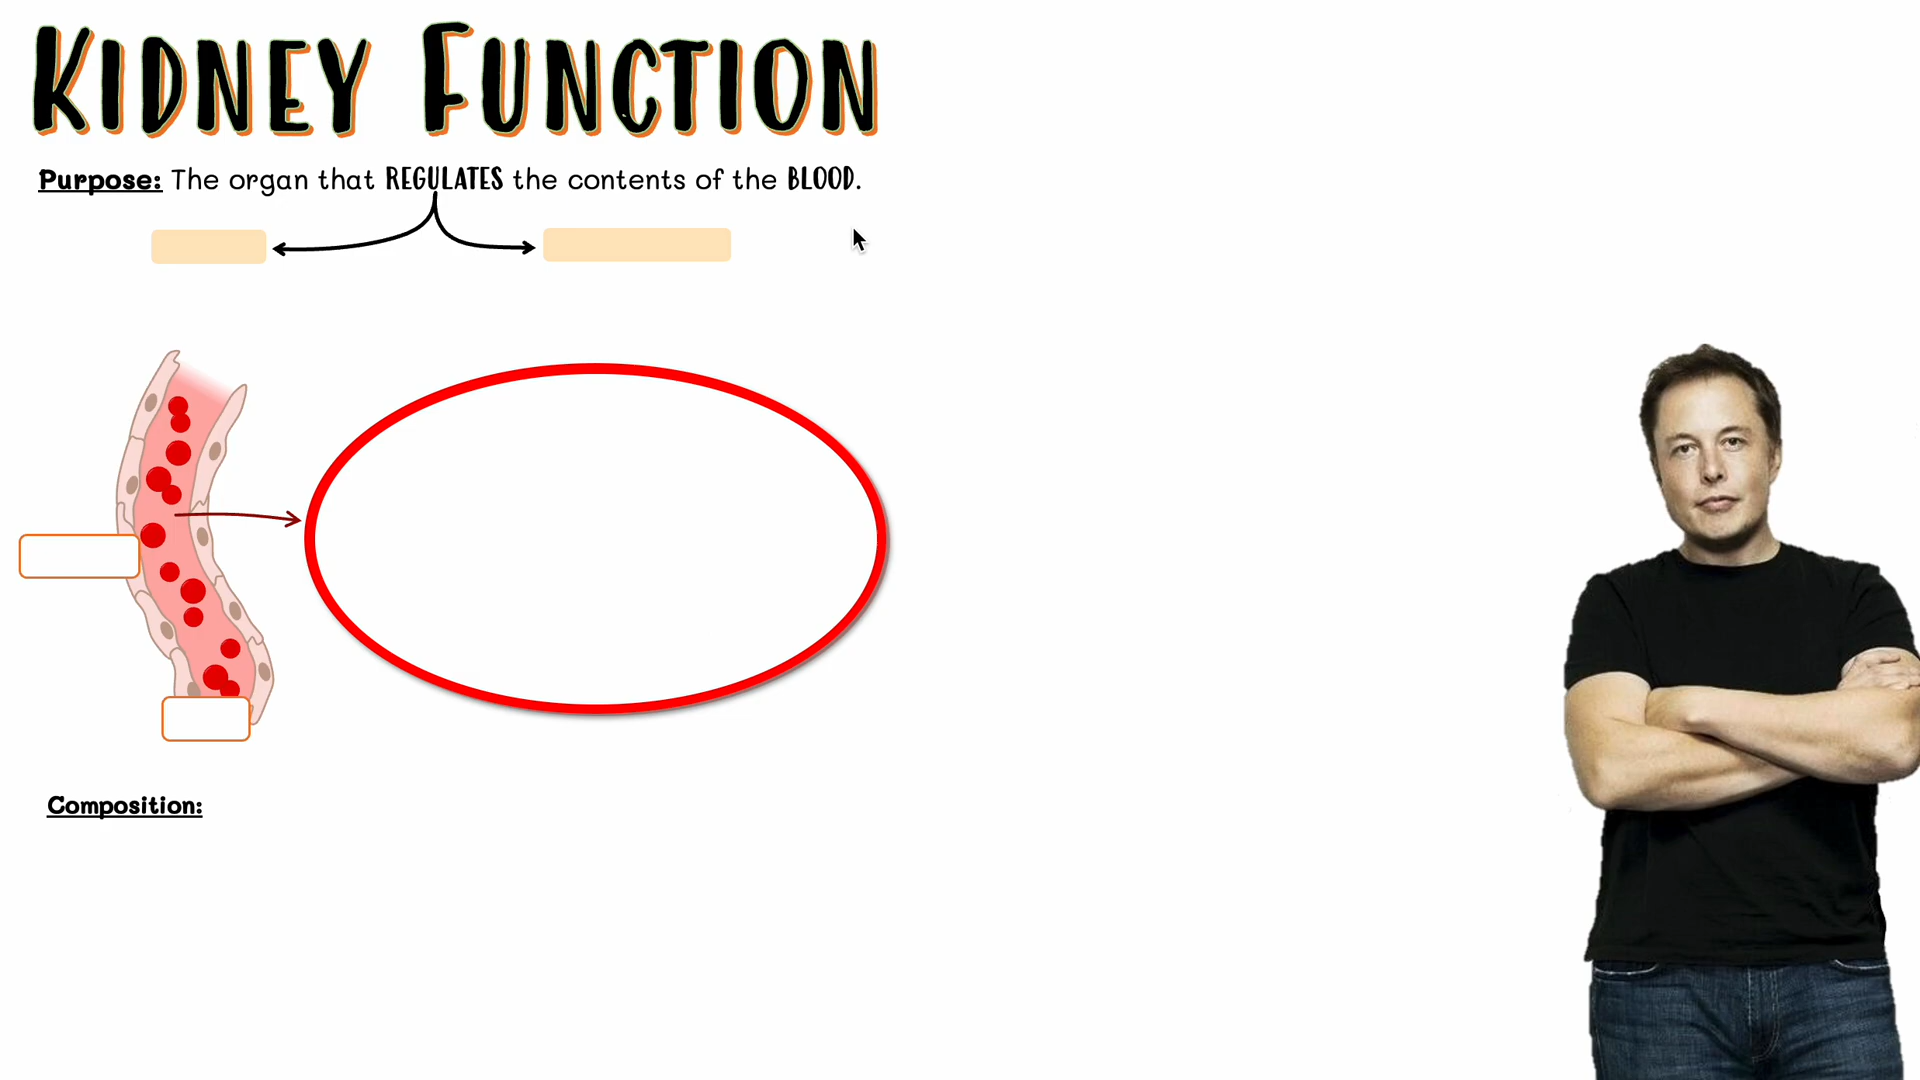 KIDNEY FUNCTION
Purpose: The organ that REGULATES the contents of the BLOOD.
Composition: